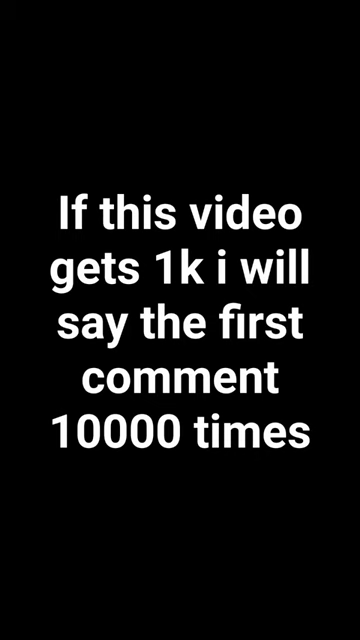 If this video
gets 1k i will
say the first
comment
10000 times